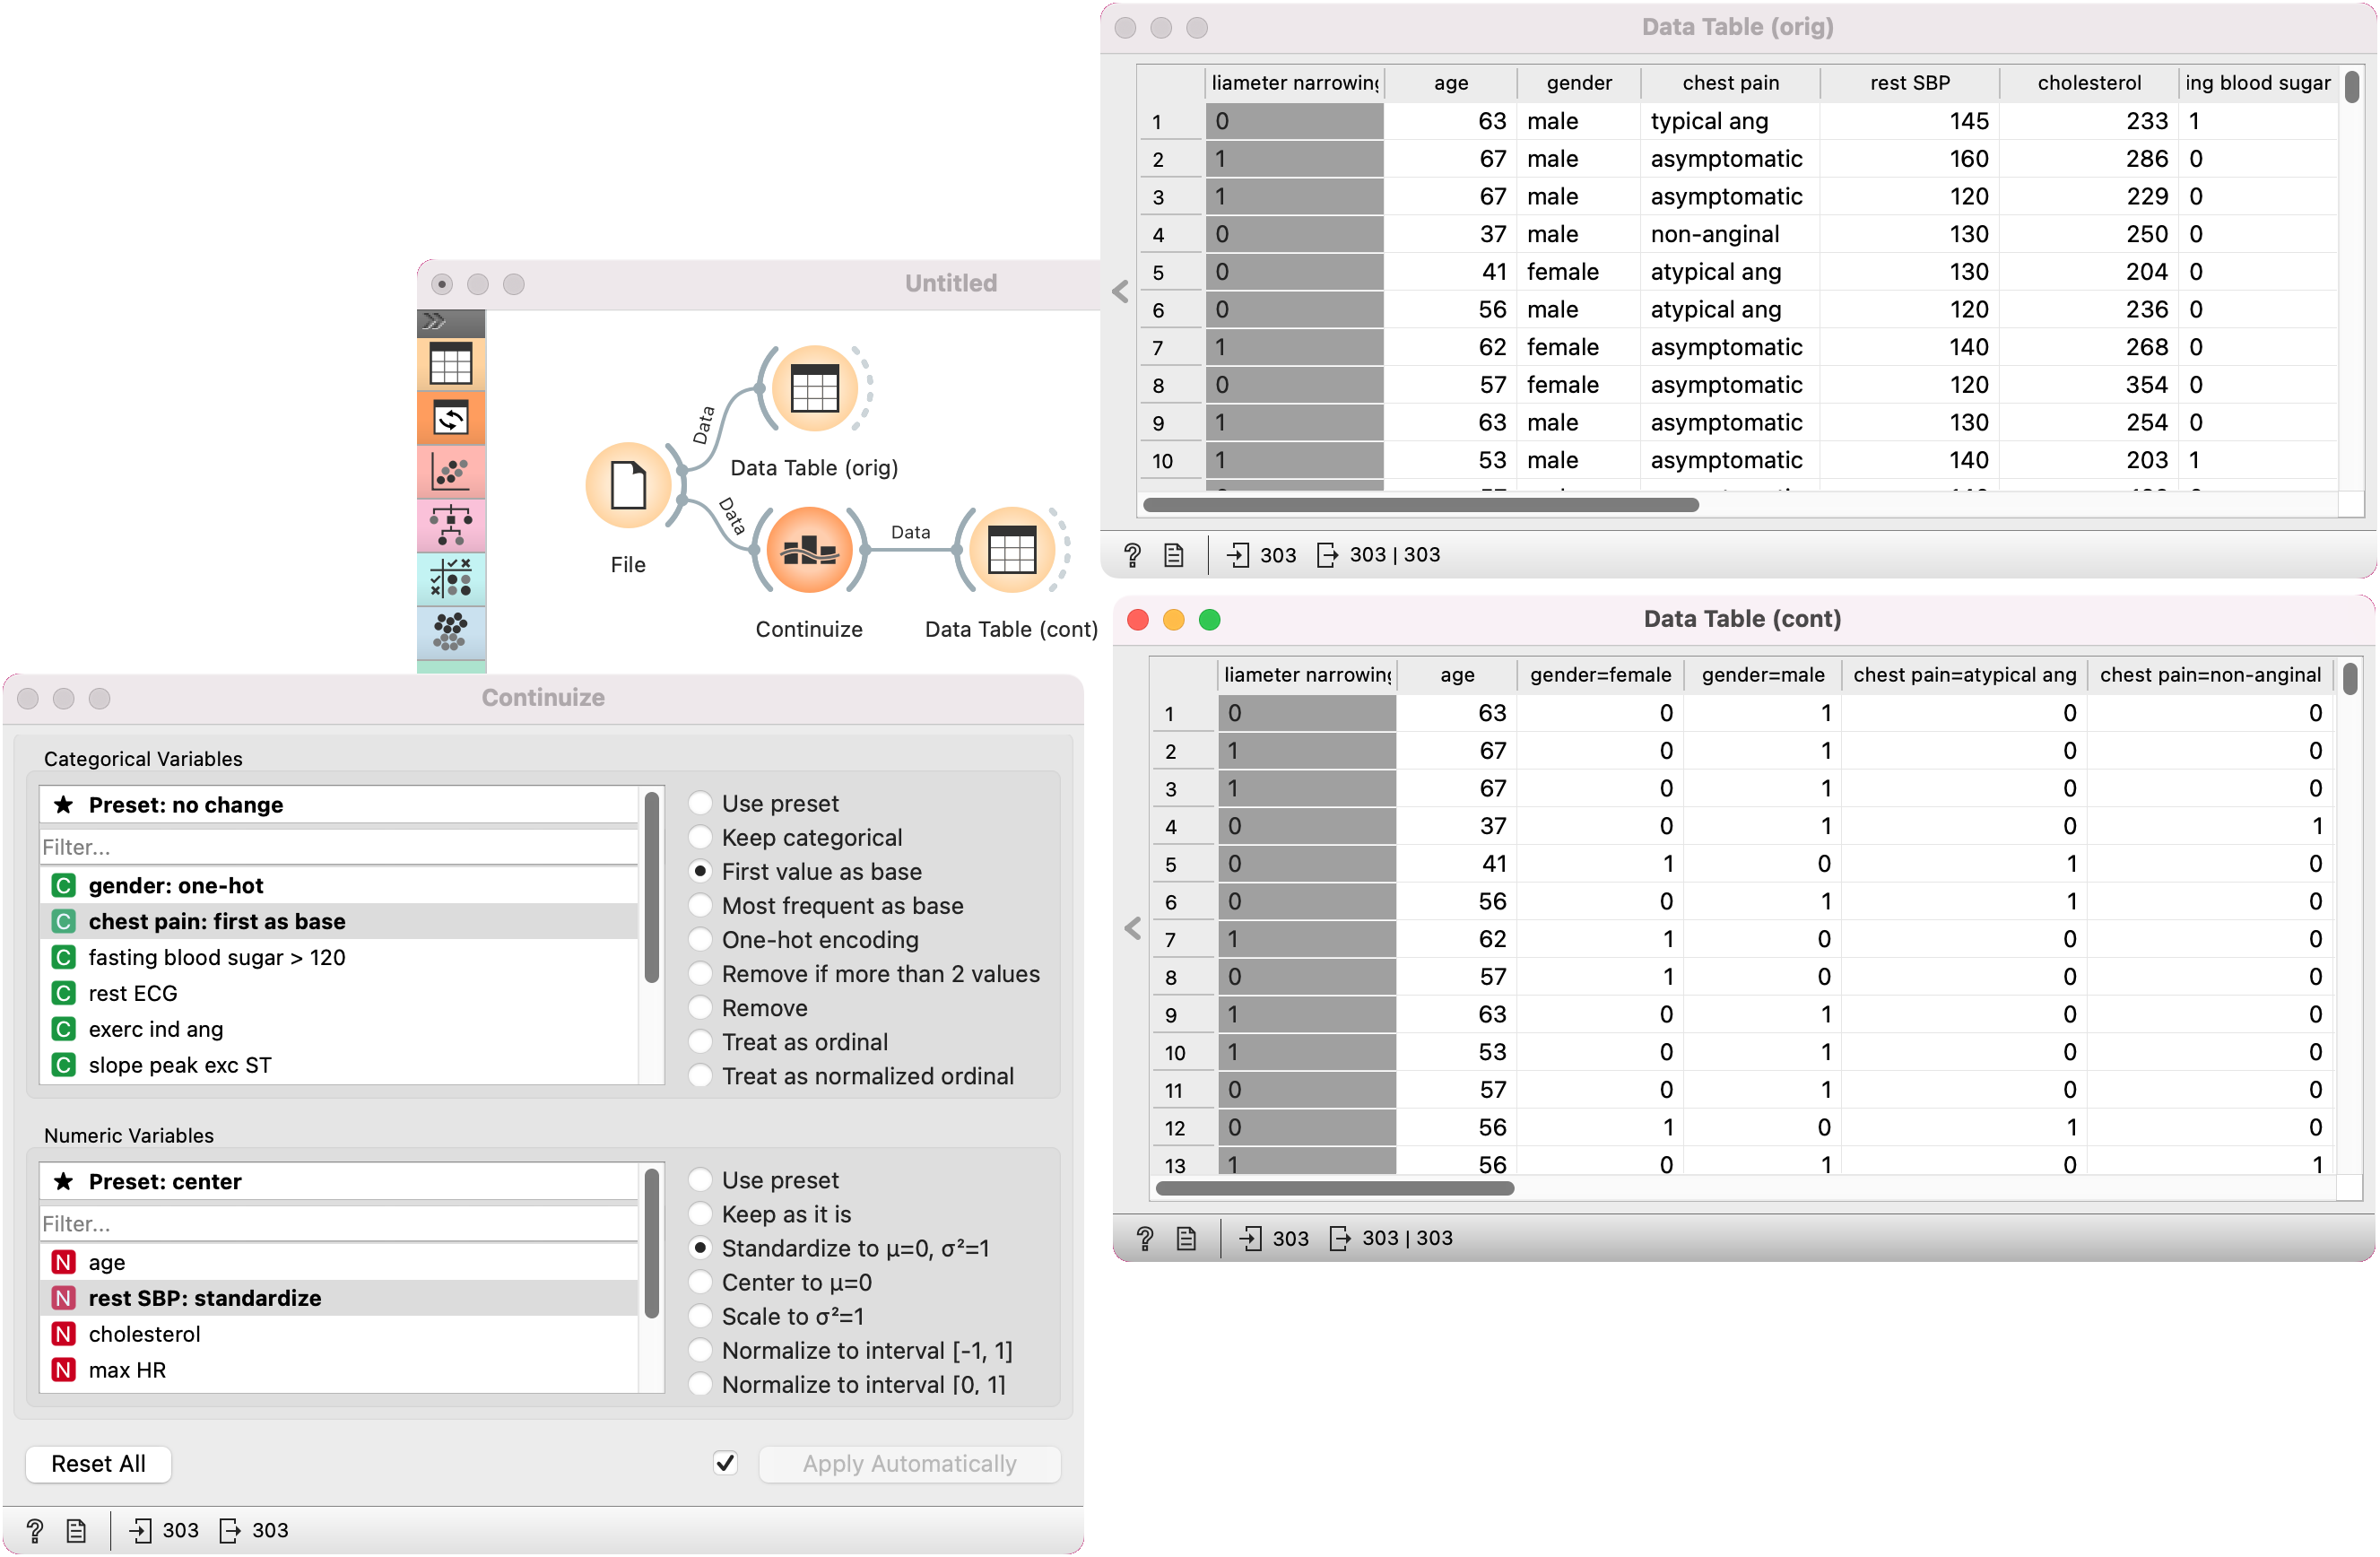 Data Table (orig)
liameter narrowing age gender chest pain rest SBP cholesterol ing blood sugar
1 0 63 male typical ang 145 233 1
2 1 67 male asymptomatic 160 286 0
3 1 67 male asymptomatic 120 229 0
4 0 37 male non-anginal 130 250 0
5 0 41 female atypical ang 130 204 0
6 0 56 male atypical ang 120 236 0
7 1 62 female asymptomatic 140 268 0
8 0 57 female asymptomatic 120 354 0
9 1 63 male asymptomatic 130 254 0
10 1 53 male asymptomatic 140 203 1
303 303 | 303
Untitled
Data
Data Table (orig)
File
Data
Continuize
Data
Data Table (cont)
Data Table (cont)
liameter narrowing age gender=female gender=male chest pain=atypical ang chest pain=non-anginal
1 0 63 0 1 0 0
2 1 67 0 1 0 0
3 1 67 0 1 0 0
4 0 37 0 1 0 1
5 0 41 1 0 1 0
6 0 56 0 1 1 0
7 1 62 1 0 0 0
8 0 57 1 0 0 0
9 1 63 0 1 0 0
10 1 53 0 1 0 0
11 0 57 0 1 0 0
12 0 56 1 0 1 0
13 1 56 0 1 0 1
303 303 | 303
Continuize
Categorical Variables
★ Preset: no change
Filter...
C gender: one-hot
C chest pain: first as base
C fasting blood sugar > 120
C rest ECG
C exerc ind ang
C slope peak exc ST
Use preset
Keep categorical
First value as base
Most frequent as base
One-hot encoding
Remove if more than 2 values
Remove
Treat as ordinal
Treat as normalized ordinal
Numeric Variables
★ Preset: center
Filter...
N age
N rest SBP: standardize
N cholesterol
N max HR
Use preset
Keep as it is
Standardize to μ=0, σ²=1
Center to μ=0
Scale to σ²=1
Normalize to interval [-1, 1]
Normalize to interval [0, 1]
Reset All
Apply Automatically
? 303 303